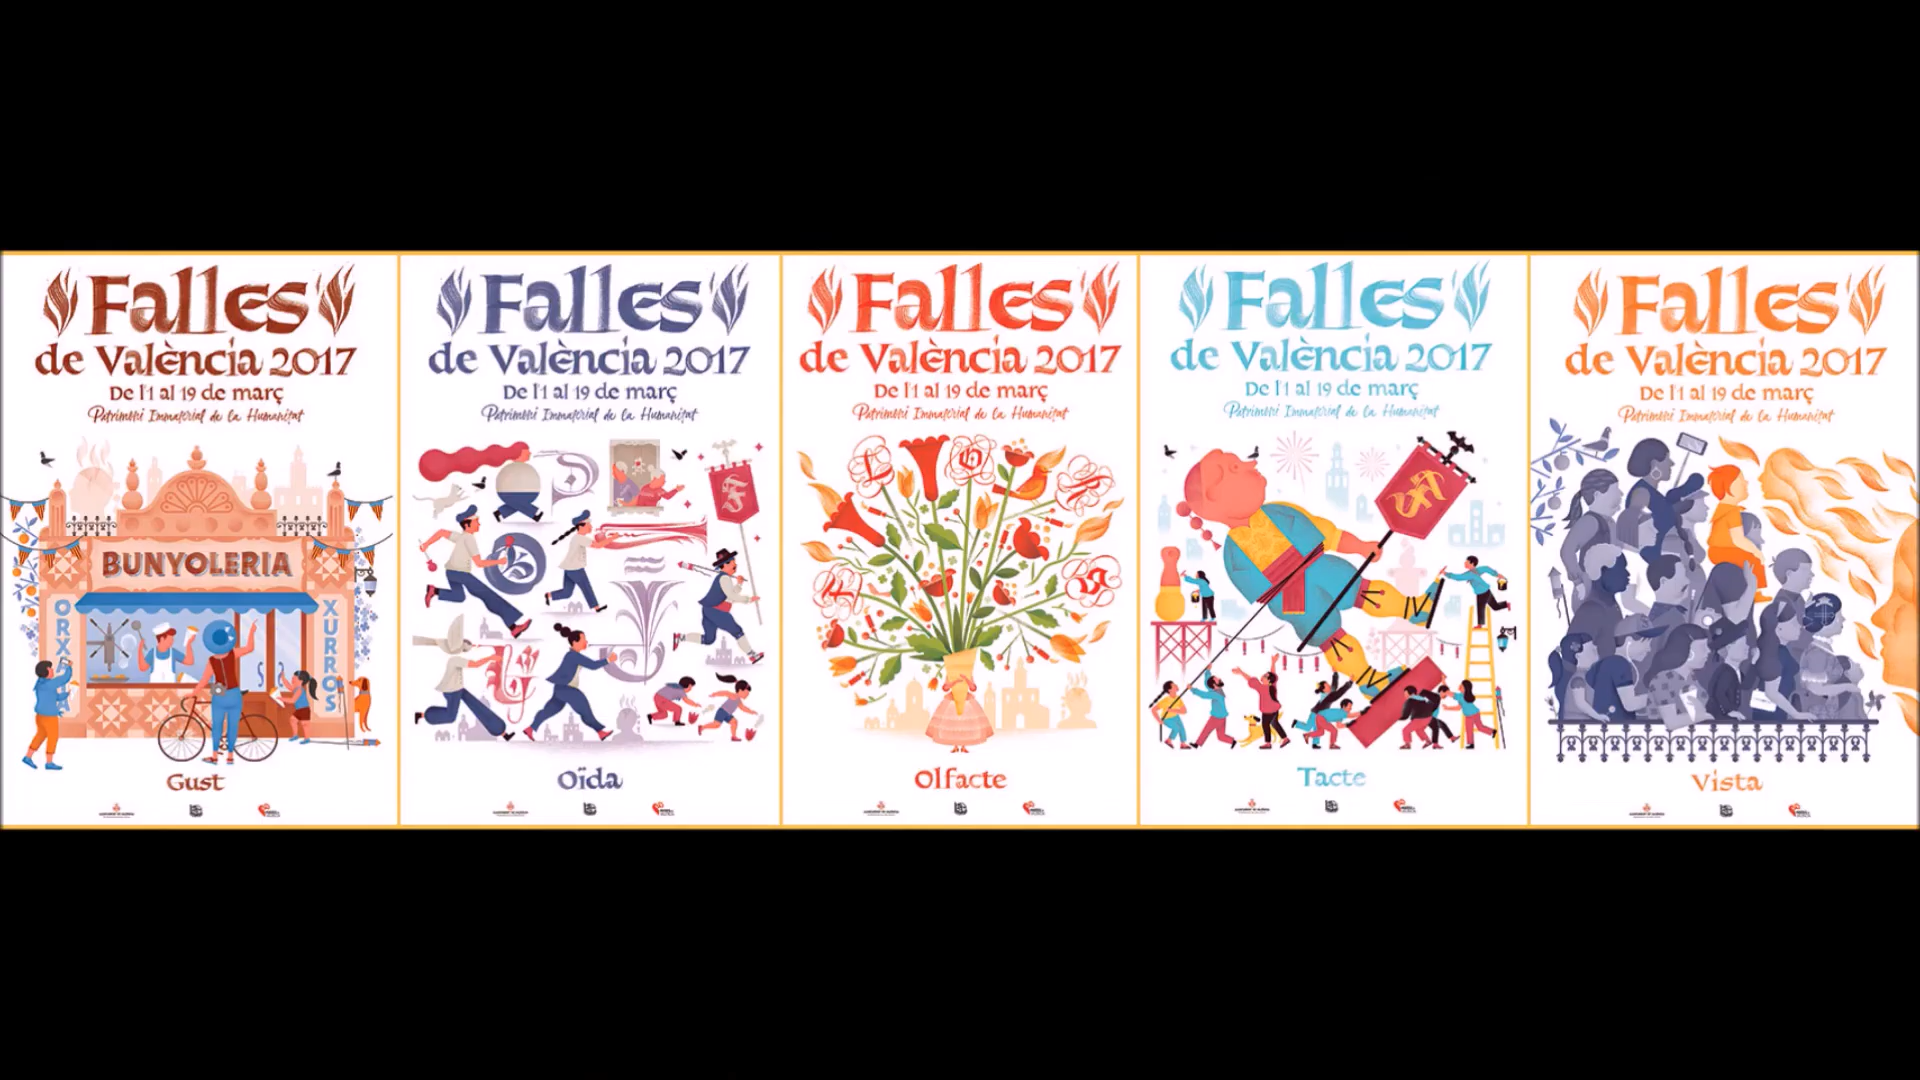 Falles
de València 2017
De l'1 al 19 de març
Patrimoni Immaterial de la Humanitat
BUNYOLERIA
ORXATA
XURROS
Gust
Falles
de València 2017
De l'1 al 19 de març
Patrimoni Immaterial de la Humanitat
F
Oïda
Falles
de València 2017
De l'1 al 19 de març
Patrimoni Immaterial de la Humanitat
Olfacte
Falles
de València 2017
De l'1 al 19 de març
Patrimoni Immaterial de la Humanitat
F
Tacte
Falles
de València 2017
De l'1 al 19 de març
Patrimoni Immaterial de la Humanitat
Vista